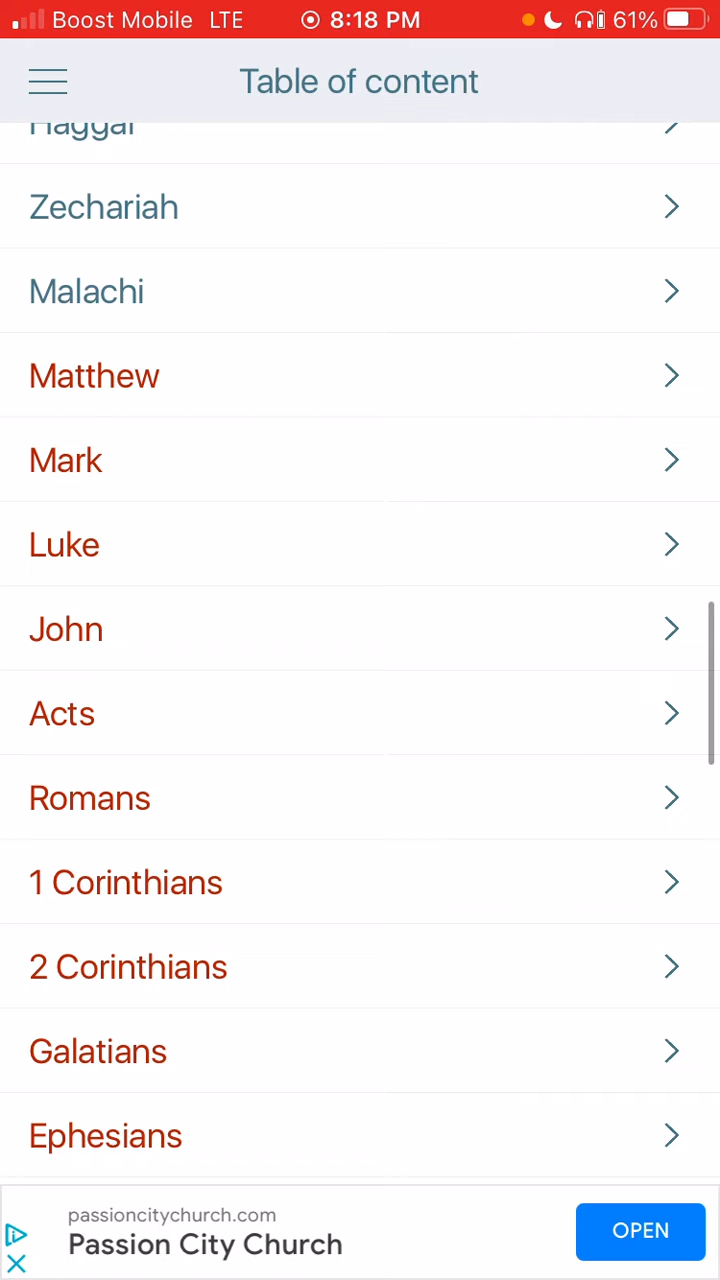 Boost Mobile LTE 8:18 PM 61%
Table of content
Haggai
Zechariah
Malachi
Matthew
Mark
Luke
John
Acts
Romans
1 Corinthians
2 Corinthians
Galatians
Ephesians
passioncitychurch.com
Passion City Church
OPEN